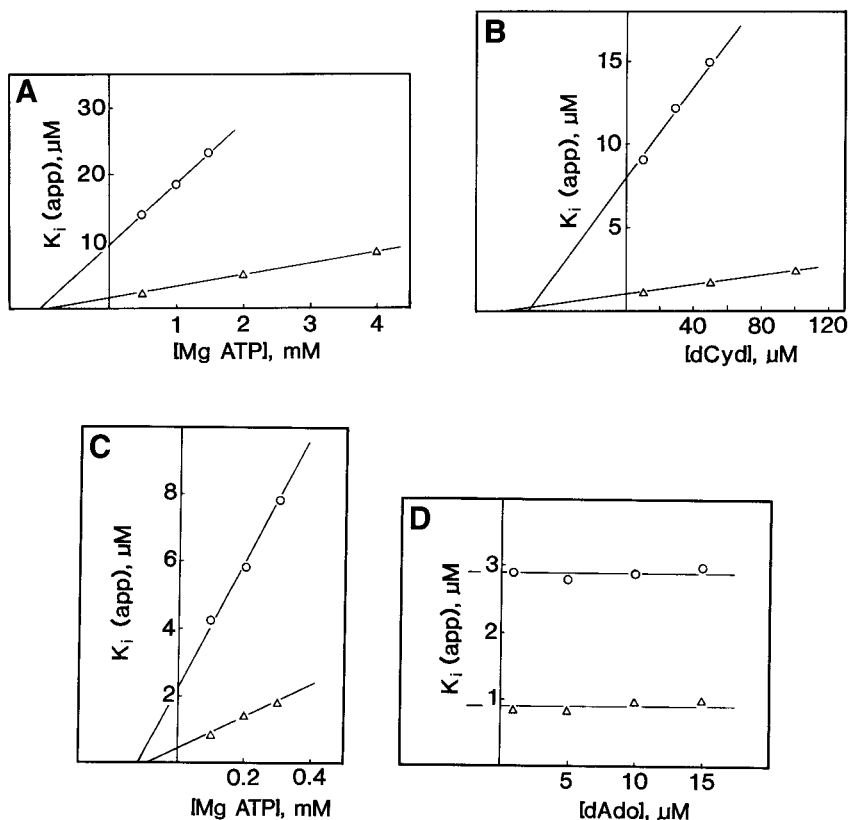 A
Ki (app), µM
30
20
10
1 2 3 4
[Mg ATP], mM
B
Ki (app), µM
15
10
5
40 80 120
[dCyd], µM
C
Ki (app), µM
8
6
4
2
0.2 0.4
[Mg ATP], mM
D
Ki (app), µM
3
2
1
5 10 15
[dAdo], µM